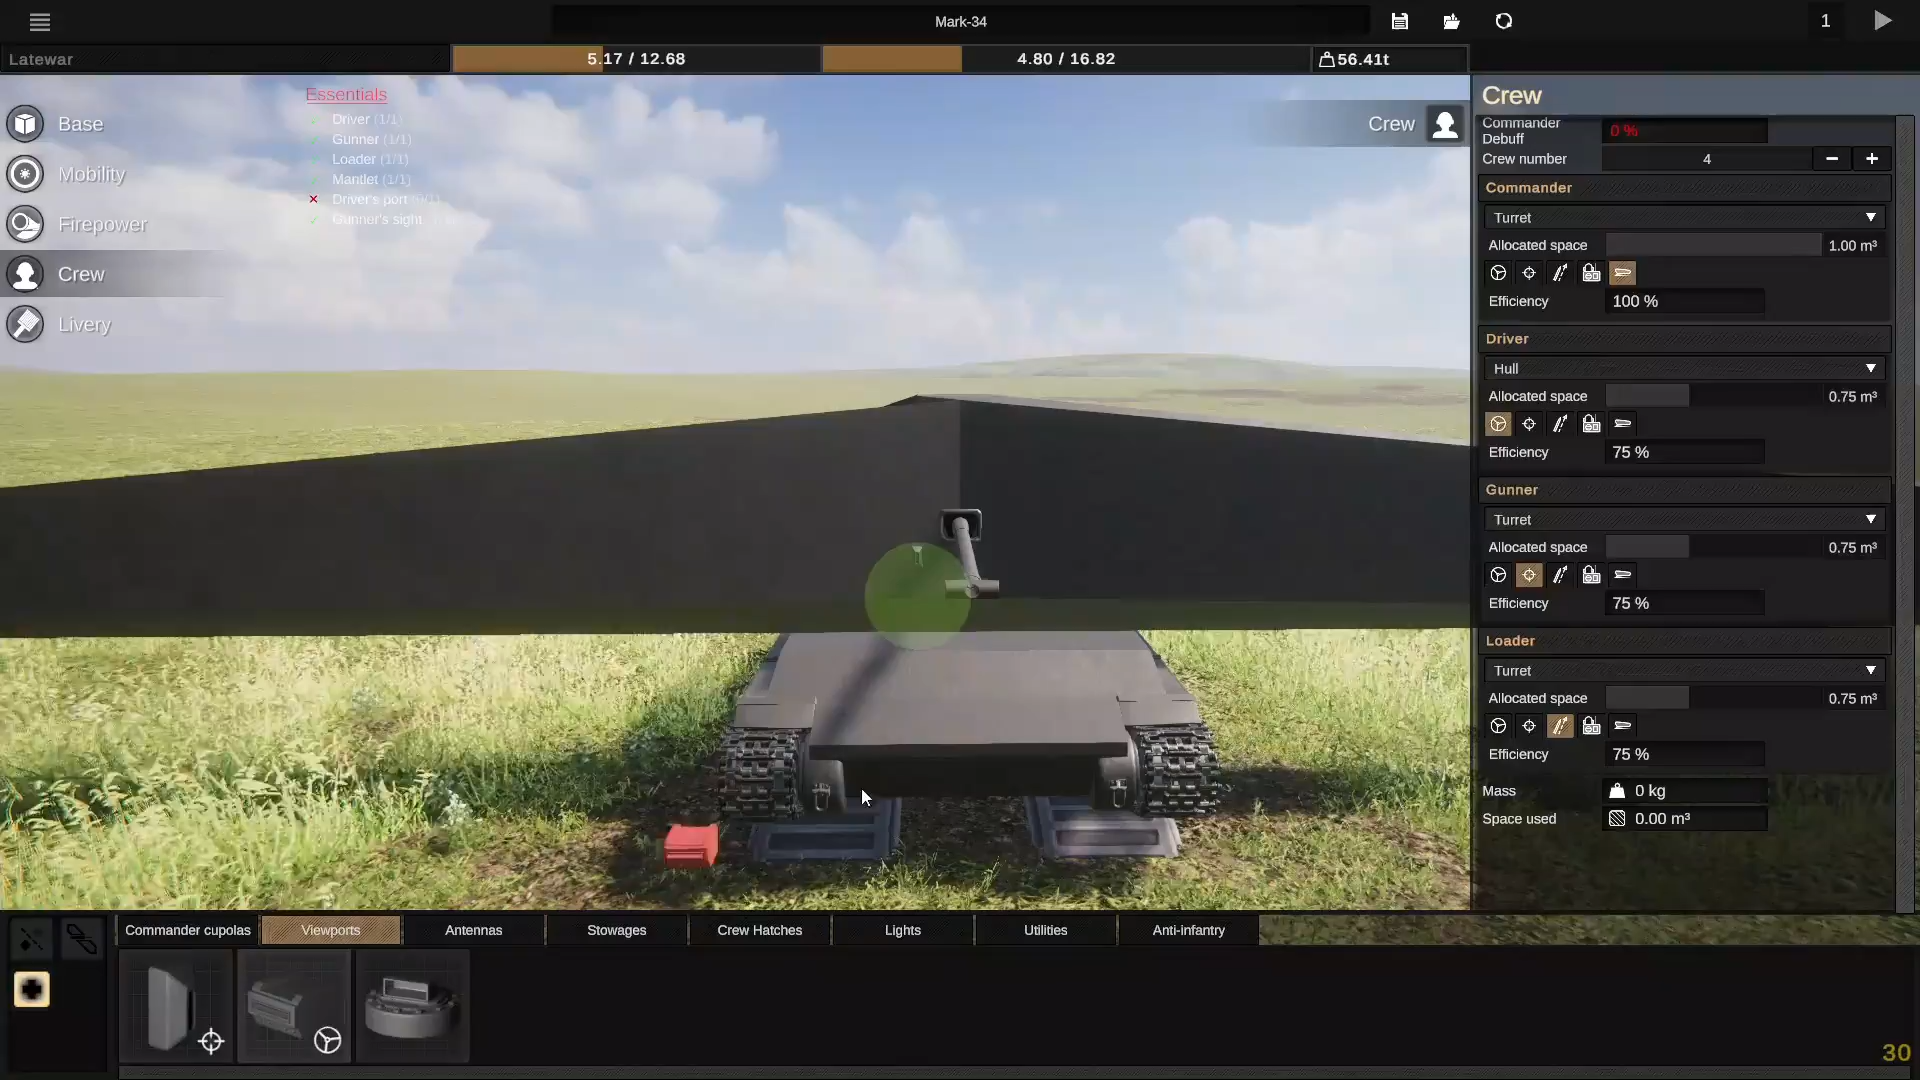 Mark-34
1
Latewar
5.17 / 12.68
4.80 / 16.82
56.41t
Essentials
Driver (1/1)
Gunner (1/1)
Loader (1/1)
Mantlet (1/1)
Driver's port (0/1)
Gunner's sight
Base
Mobility
Firepower
Crew
Livery
Crew
Crew
Commander Debuff
0 %
Crew number
4
Commander
Turret
Allocated space
1.00 m³
Efficiency
100 %
Driver
Hull
Allocated space
0.75 m³
Efficiency
75 %
Gunner
Turret
Allocated space
0.75 m³
Efficiency
75 %
Loader
Turret
Allocated space
0.75 m³
Efficiency
75 %
Mass
0 kg
Space used
0.00 m³
Commander cupolas
Viewports
Antennas
Stowages
Crew Hatches
Lights
Utilities
Anti-infantry
30